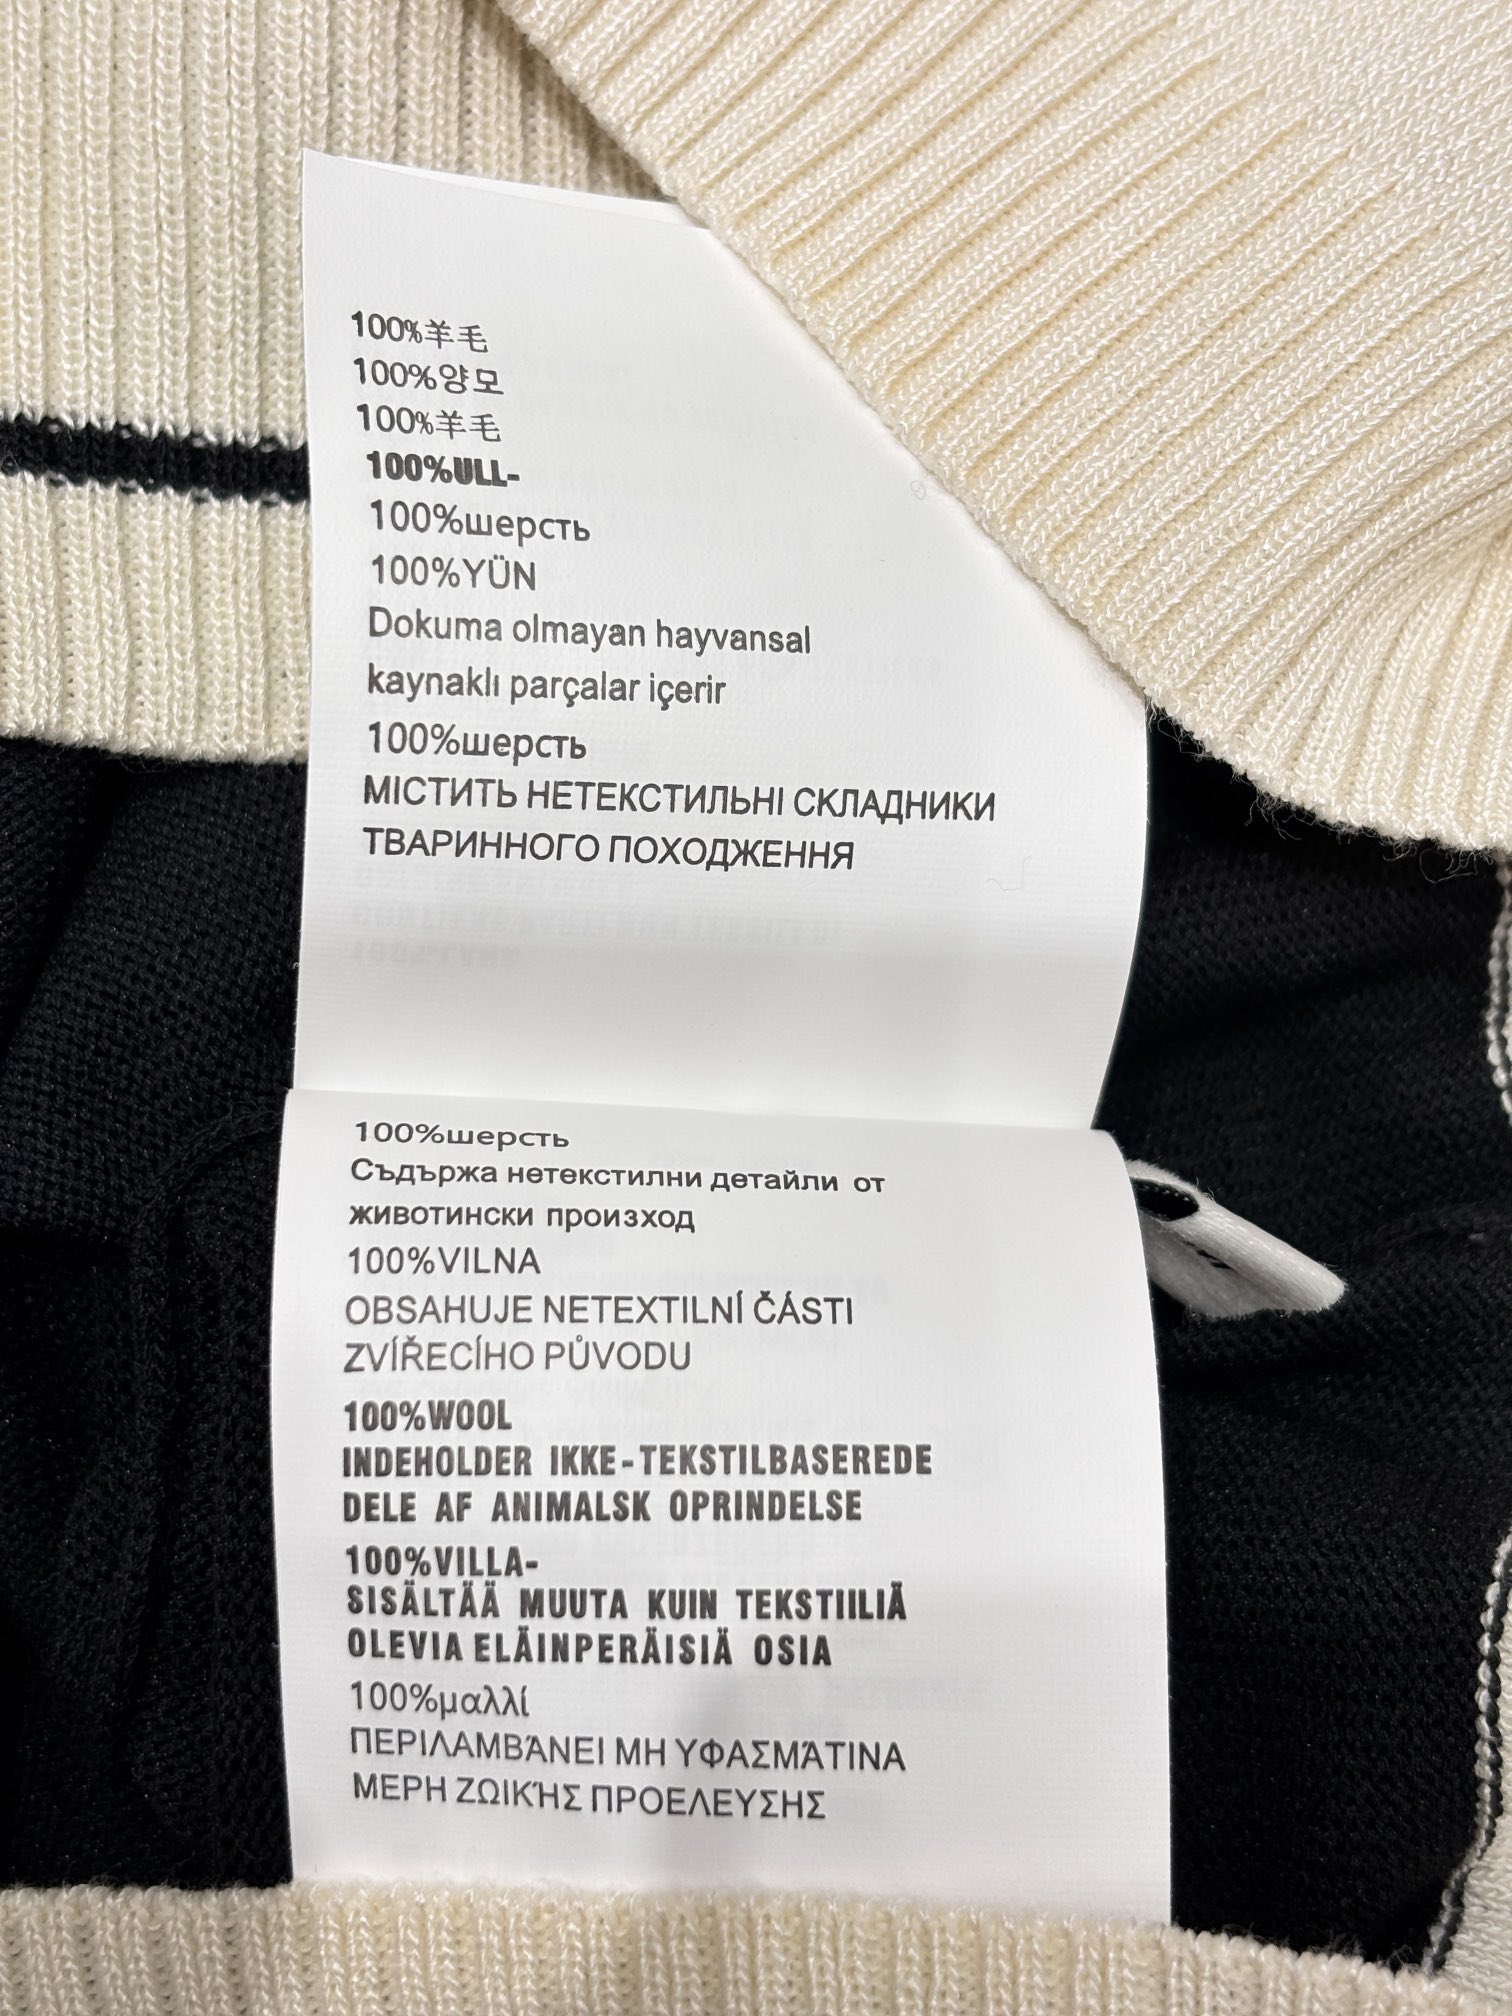 100%羊毛
100%양모
100%羊毛
100%ULL-
100%шерсть
100%YÜN
Dokuma olmayan hayvansal
kaynaklı parçalar içerir
100%шерсть
МІСТИТЬ НЕТЕКСТИЛЬНІ СКЛАДНИКИ
ТВАРИННОГО ПОХОДЖЕННЯ
100%шерсть
Съдържа нетекстилни детайли от
животински произход
100%VILNA
OBSAHUJE NETEXTILNÍ ČÁSTI
ZVÍŘECÍHO PŮVODU
100%WOOL
INDEHOLDER IKKE-TEKSTILBASEREDE
DELE AF ANIMALSK OPRINDELSE
100%VILLA-
SISÄLTÄÄ MUUTA KUIN TEKSTIILIÄ
OLEVIA ELÄINPERÄISIÄ OSIA
100%μαλλί
ΠΕΡΙΛΑΜΒΆΝΕΙ ΜΗ ΥΦΑΣΜΆΤΙΝΑ
ΜΕΡΗ ΖΩΙΚΉΣ ΠΡΟΕΛΕΥΣΗΣ